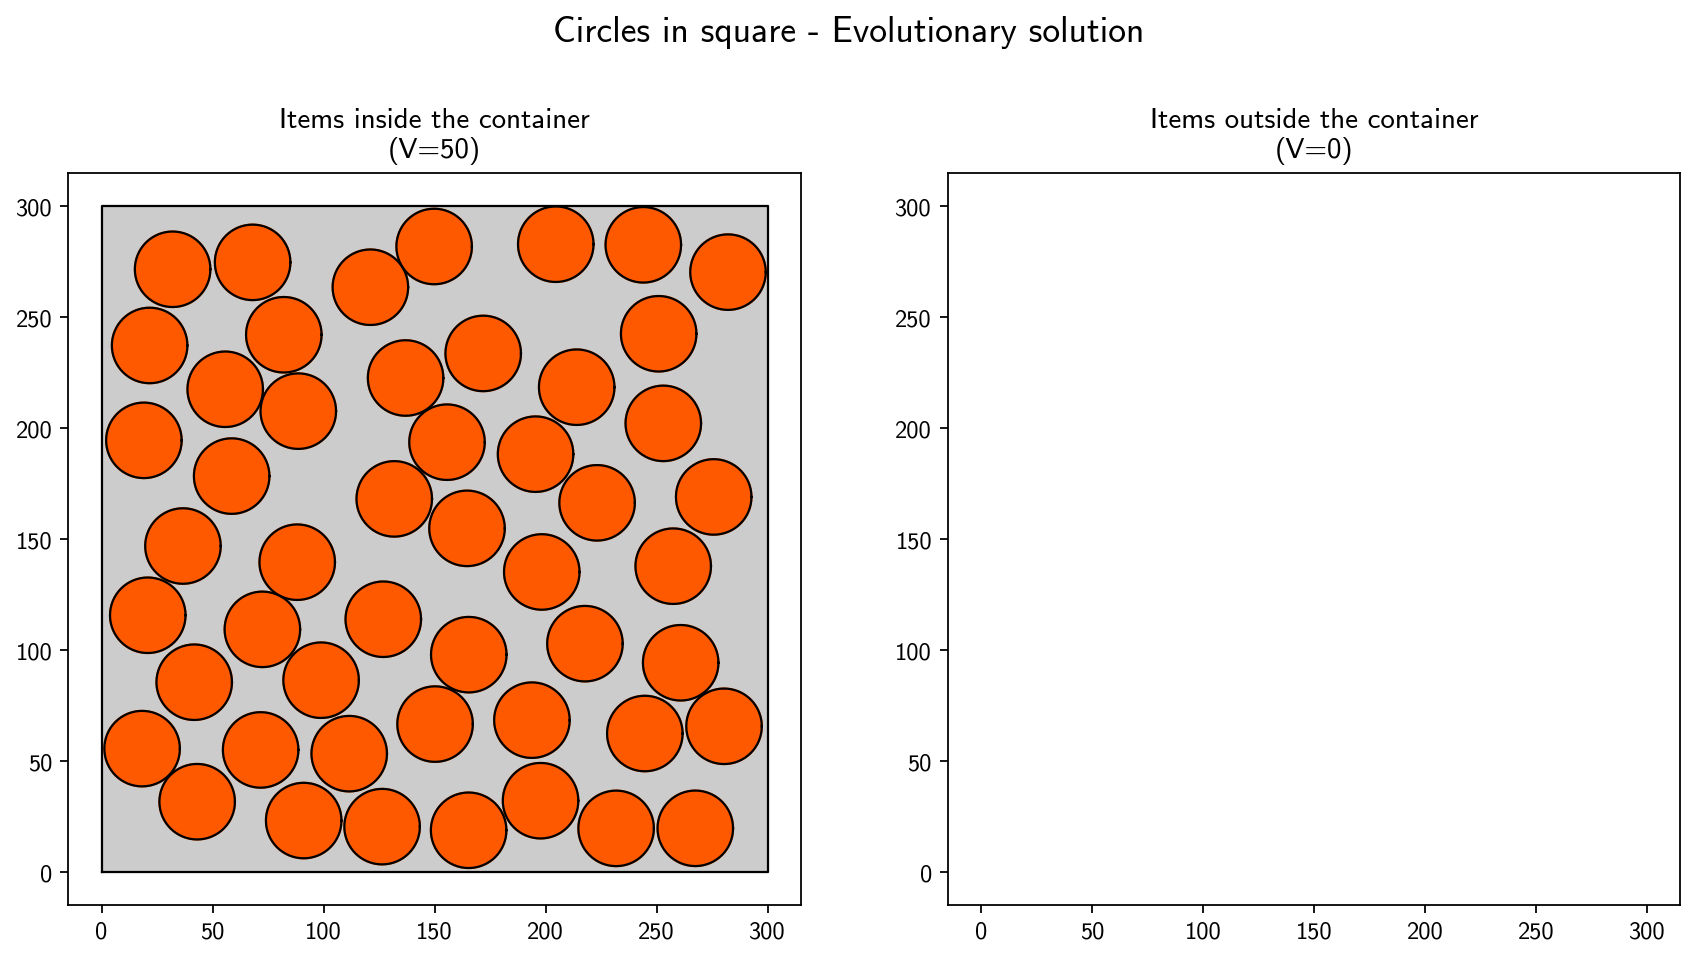 Circles in square - Evolutionary solution
Items inside the container
(V=50)
300
250
200
150
100
50
0
0 50 100 150 200 250 300
Items outside the container
(V=0)
300
250
200
150
100
50
0
0 50 100 150 200 250 300